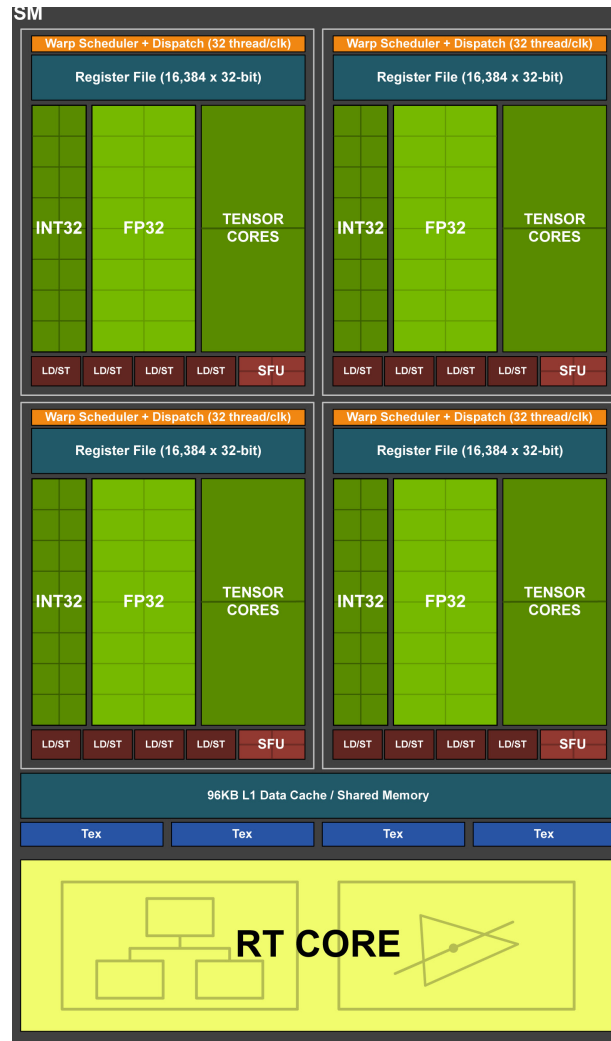 SM
Warp Scheduler + Dispatch (32 thread/clk)
Register File (16,384 x 32-bit)
INT32
FP32
TENSOR
CORES
LD/ST
LD/ST
LD/ST
LD/ST
SFU
Warp Scheduler + Dispatch (32 thread/clk)
Register File (16,384 x 32-bit)
INT32
FP32
TENSOR
CORES
LD/ST
LD/ST
LD/ST
LD/ST
SFU
Warp Scheduler + Dispatch (32 thread/clk)
Register File (16,384 x 32-bit)
INT32
FP32
TENSOR
CORES
LD/ST
LD/ST
LD/ST
LD/ST
SFU
Warp Scheduler + Dispatch (32 thread/clk)
Register File (16,384 x 32-bit)
INT32
FP32
TENSOR
CORES
LD/ST
LD/ST
LD/ST
LD/ST
SFU
96KB L1 Data Cache / Shared Memory
Tex
Tex
Tex
Tex
RT CORE